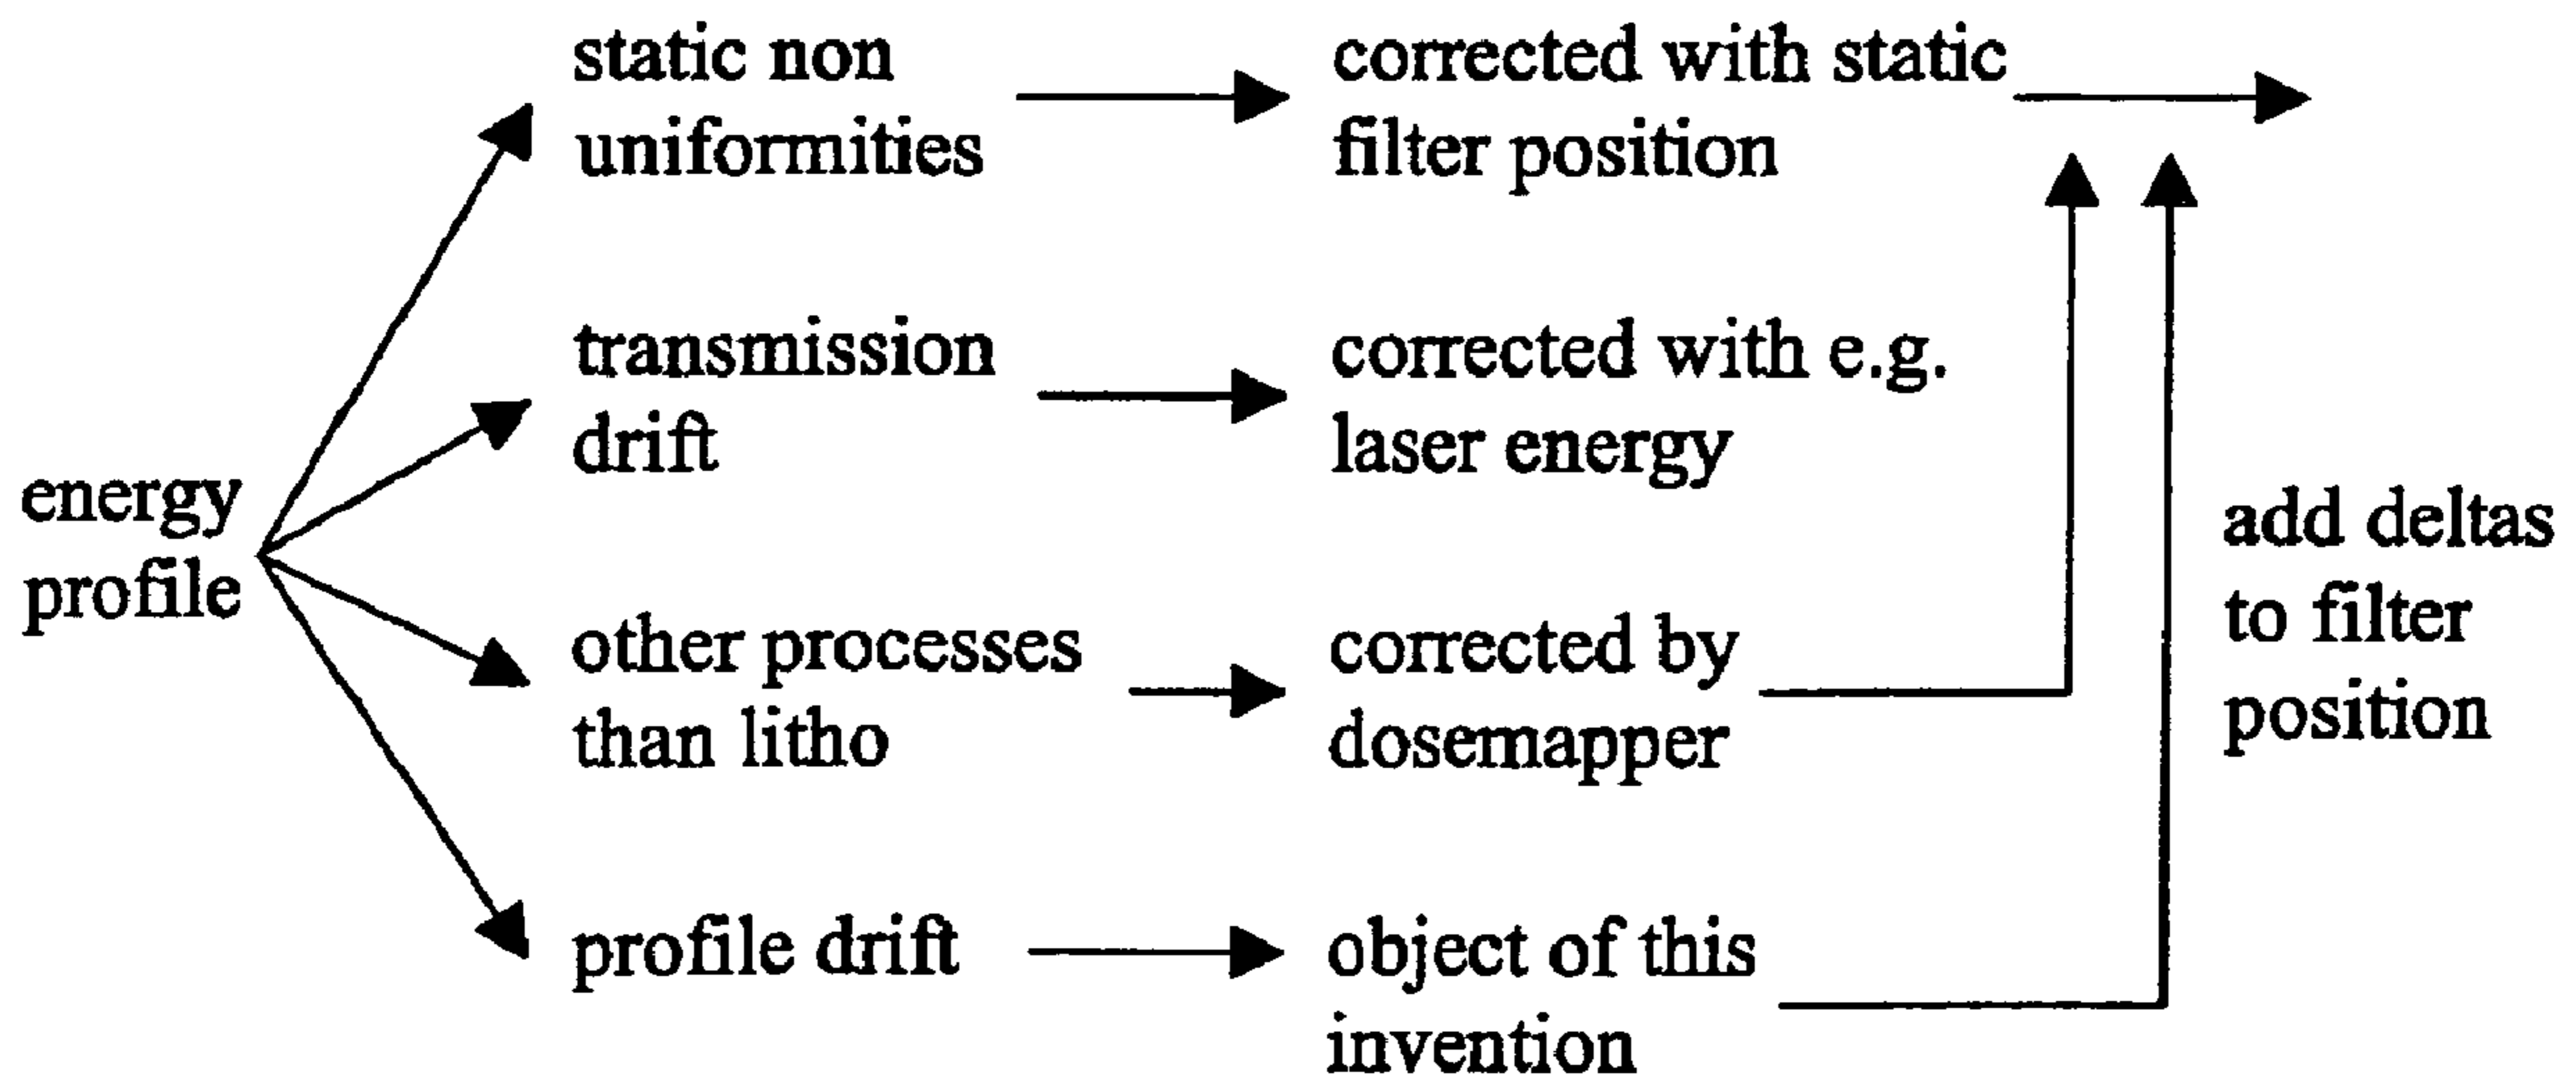 static non
uniformities
corrected with static
filter position
transmission
drift
corrected with e.g.
laser energy
energy
profile
add deltas
to filter
position
other processes
than litho
corrected by
dosemapper
profile drift
object of this
invention